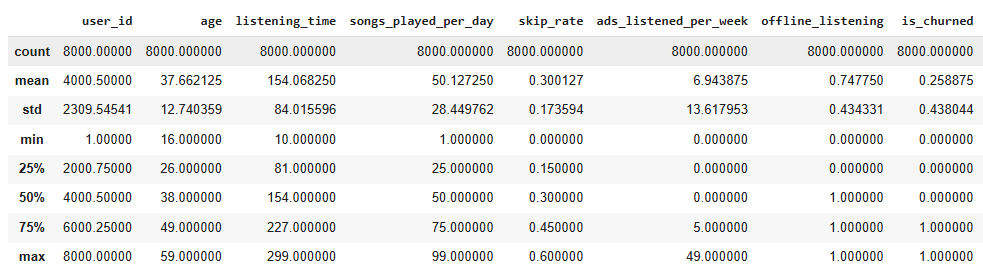 user_id age listening_time songs_played_per_day skip_rate ads_listened_per_week offline_listening is_churned
count 8000.00000 8000.000000 8000.000000 8000.000000 8000.000000 8000.000000 8000.000000 8000.000000
mean 4000.50000 37.662125 154.068250 50.127250 0.300127 6.943875 0.747750 0.258875
std 2309.54541 12.740359 84.015596 28.449762 0.173594 13.617953 0.434331 0.438044
min 1.00000 16.000000 10.000000 1.000000 0.000000 0.000000 0.000000 0.000000
25% 2000.75000 26.000000 81.000000 25.000000 0.150000 0.000000 0.000000 0.000000
50% 4000.50000 38.000000 154.000000 50.000000 0.300000 0.000000 1.000000 0.000000
75% 6000.25000 49.000000 227.000000 75.000000 0.450000 5.000000 1.000000 1.000000
max 8000.00000 59.000000 299.000000 99.000000 0.600000 49.000000 1.000000 1.000000